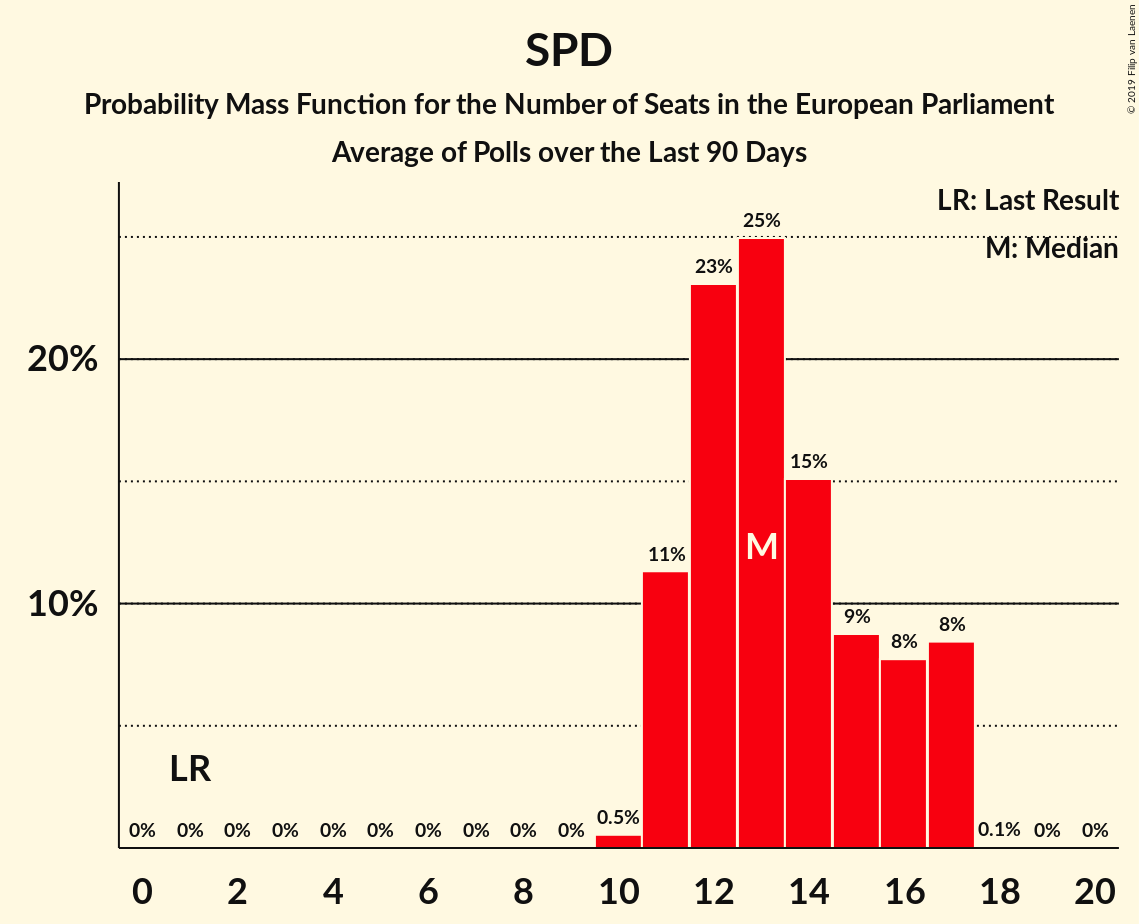 SPD
Probability Mass Function for the Number of Seats in the European Parliament
Average of Polls over the Last 90 Days
© 2019 Filip van Laenen
LR: Last Result
M: Median
25%
23%
20%
15%
M
11%
10%
9%
8%
8%
LR
0% 0% 0% 0% 0% 0% 0% 0% 0% 0% 0.5% 0.1% 0% 0%
0 2 4 6 8 10 12 14 16 18 20